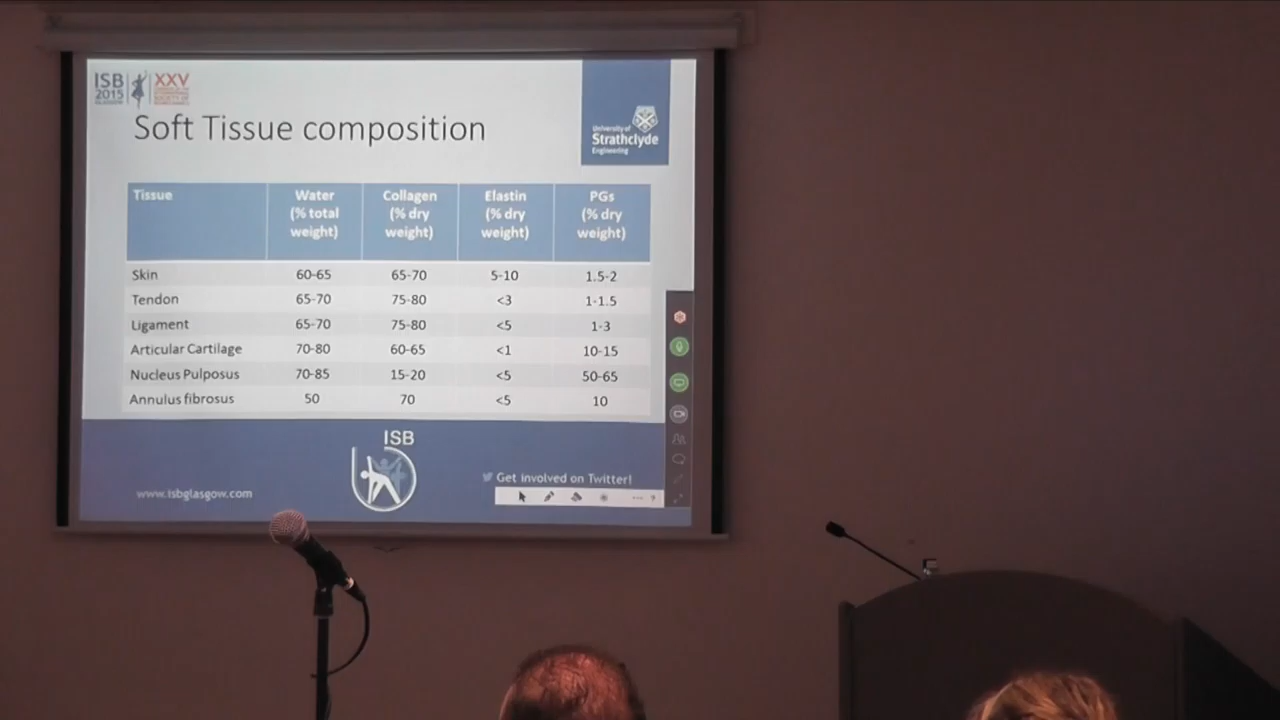 ISB
2015
GLASGOW
XXV
Soft Tissue composition
University of
Strathclyde
Engineering
Tissue Water (% total weight) Collagen (% dry weight) Elastin (% dry weight) PGs (% dry weight)
Skin 60-65 65-70 5-10 1.5-2
Tendon 65-70 75-80 <3 1-1.5
Ligament 65-70 75-80 <5 1-3
Articular Cartilage 70-80 60-65 <1 10-15
Nucleus Pulposus 70-85 15-20 <5 50-65
Annulus fibrosus 50 70 <5 10
ISB
Get involved on Twitter!
www.isbglasgow.com